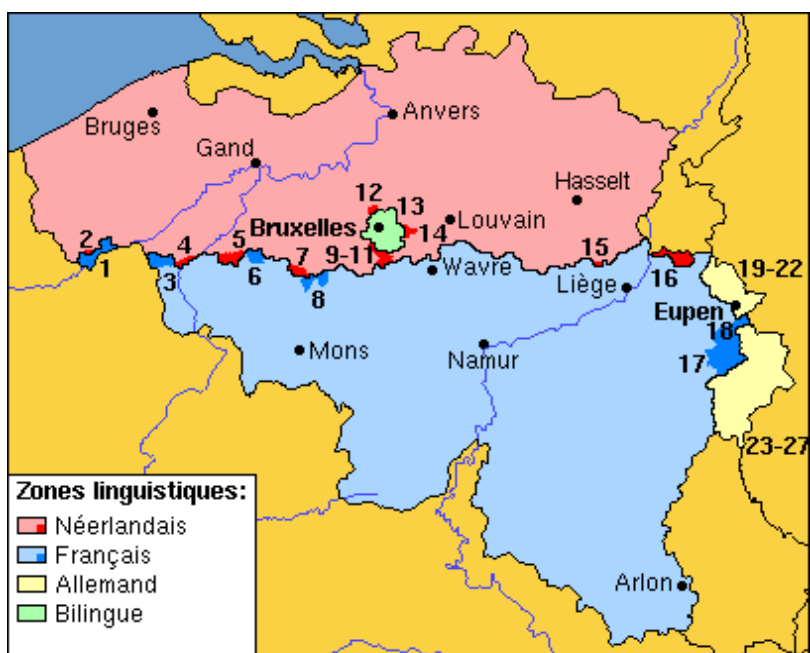 Bruges
Anvers
Gand
Hasselt
12
13
Bruxelles
Louvain
14
2
1
3
4
5
6
7
8
9-11
Wavre
15
16
Liège
19-22
Eupen
18
17
Mons
Namur
23-27
Arlon
Zones linguistiques:
Néerlandais
Français
Allemand
Bilingue